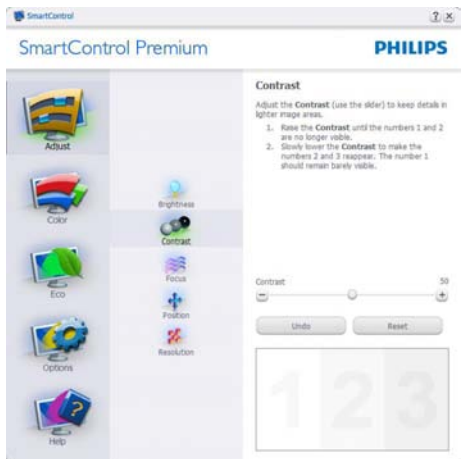 SmartControl
? x
SmartControl Premium
PHILIPS
Adjust
Color
Eco
Options
Help
Brightness
Contrast
Focus
Position
Resolution
Contrast
Adjust the Contrast (use the slider) to keep details in
lighter image areas.
1. Raise the Contrast until the numbers 1 and 2
are no longer visible.
2. Slowly lower the Contrast to make the
numbers 2 and 3 reappear. The number 1
should remain barely visible.
Contrast 50
Undo Reset
1 2 3